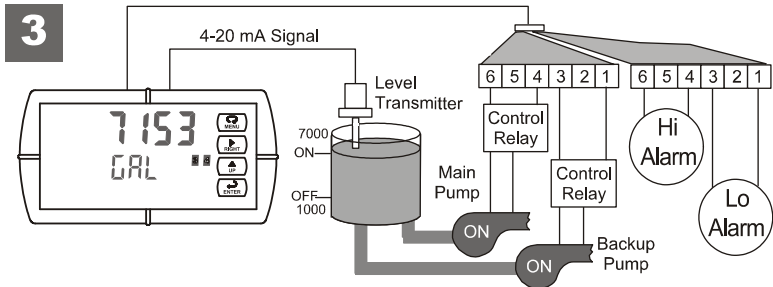 3
4-20 mA Signal
7153
GAL
MENU
RIGHT
UP
ENTER
Level
Transmitter
7000
ON
OFF
1000
6 5 4 3 2 1
6 5 4 3 2 1
Control
Relay
Control
Relay
Hi
Alarm
Lo
Alarm
Main
Pump
ON
ON
Backup
Pump